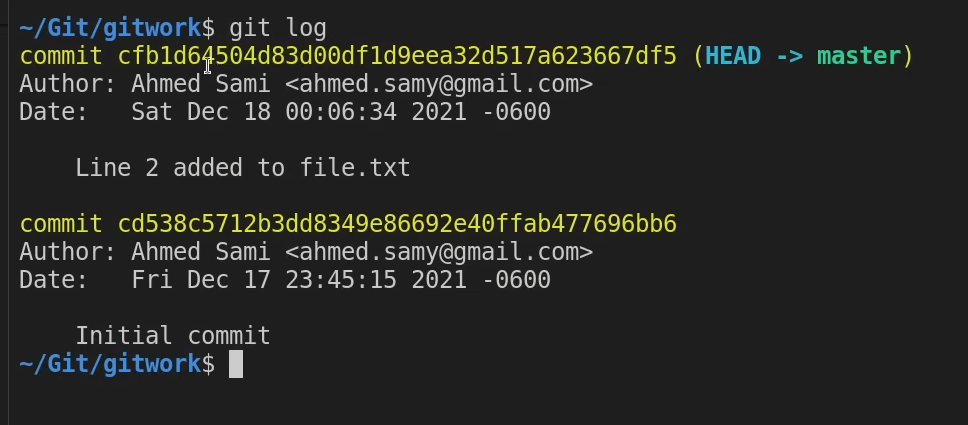 ~/Git/gitwork$ git log
commit cfb1d64504d83d00df1d9eea32d517a623667df5 (HEAD -> master)
Author: Ahmed Sami <ahmed.samy@gmail.com>
Date:   Sat Dec 18 00:06:34 2021 -0600
    Line 2 added to file.txt
commit cd538c5712b3dd8349e86692e40ffab477696bb6
Author: Ahmed Sami <ahmed.samy@gmail.com>
Date:   Fri Dec 17 23:45:15 2021 -0600
    Initial commit
~/Git/gitwork$